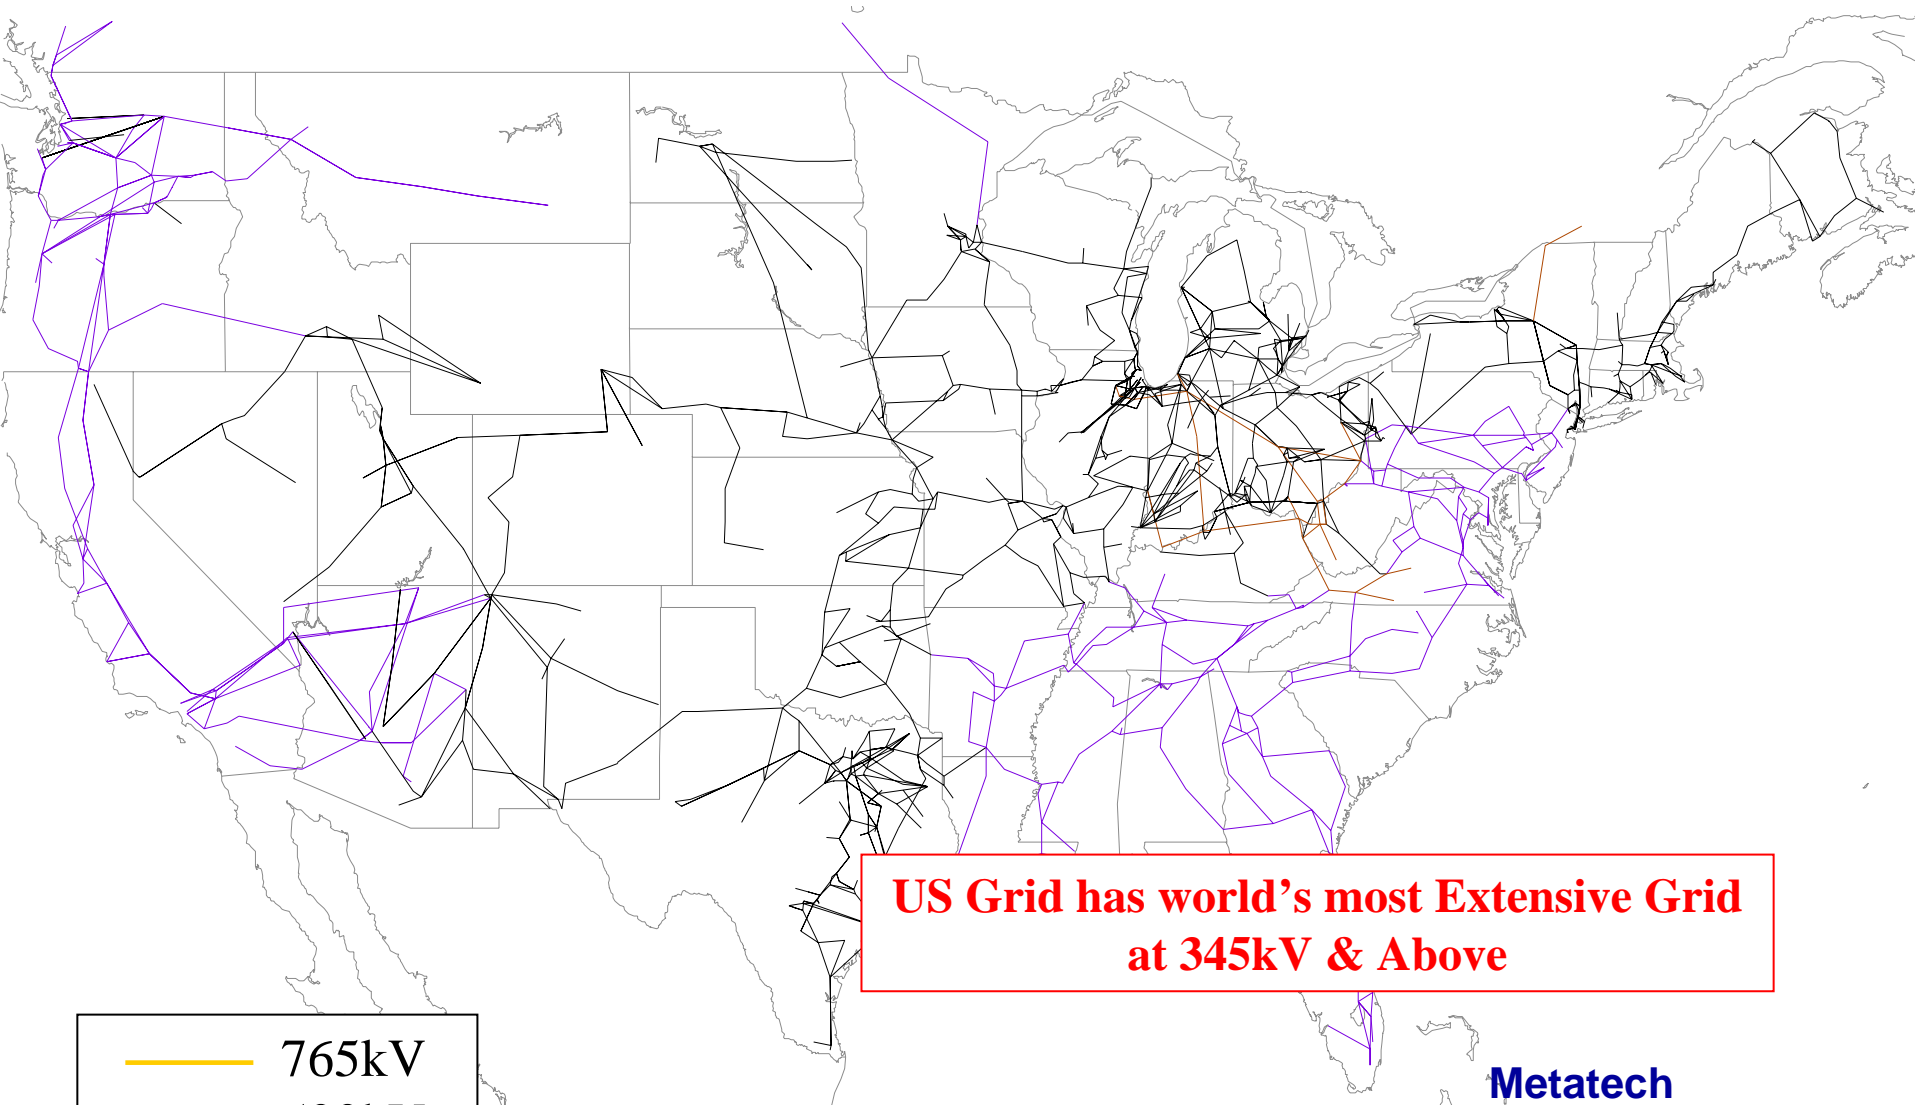 US Grid has world’s most Extensive Grid
at 345kV & Above
765kV
Metatech